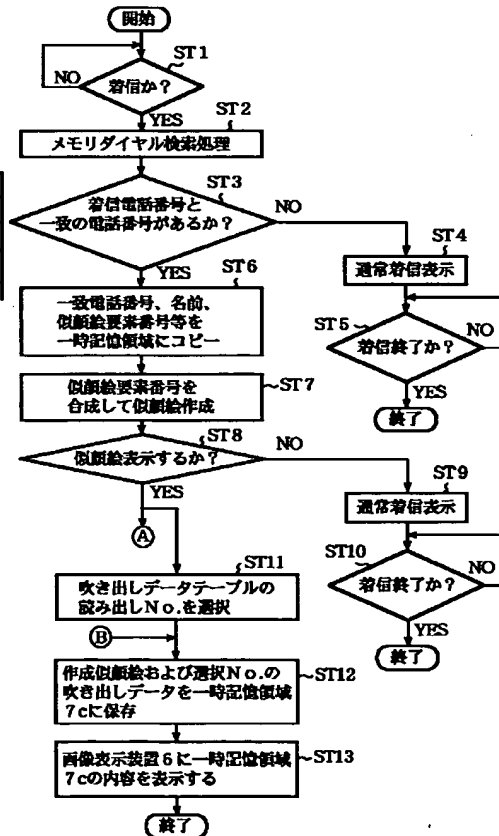 開始
ST1
着信か？
NO
YES
ST2
メモリダイヤル検索処理
ST3
着信電話番号と
一致の電話番号があるか？
NO
YES
ST4
通常着信表示
ST5
着信終了か？
NO
YES
終了
ST6
一致電話番号、名前、
似顔絵要素番号等を
一時記憶領域にコピー
似顔絵要素番号を
合成して似顔絵作成
ST7
ST8
似顔絵表示するか？
NO
YES
A
ST9
通常着信表示
ST10
着信終了か？
NO
YES
終了
ST11
吹き出しデータテーブルの
読み出しNo.を選択
B
作成似顔絵および選択No.の
吹き出しデータを一時記憶領域
7cに保存
ST12
画像表示装置6に一時記憶領域
7cの内容を表示する
ST13
終了